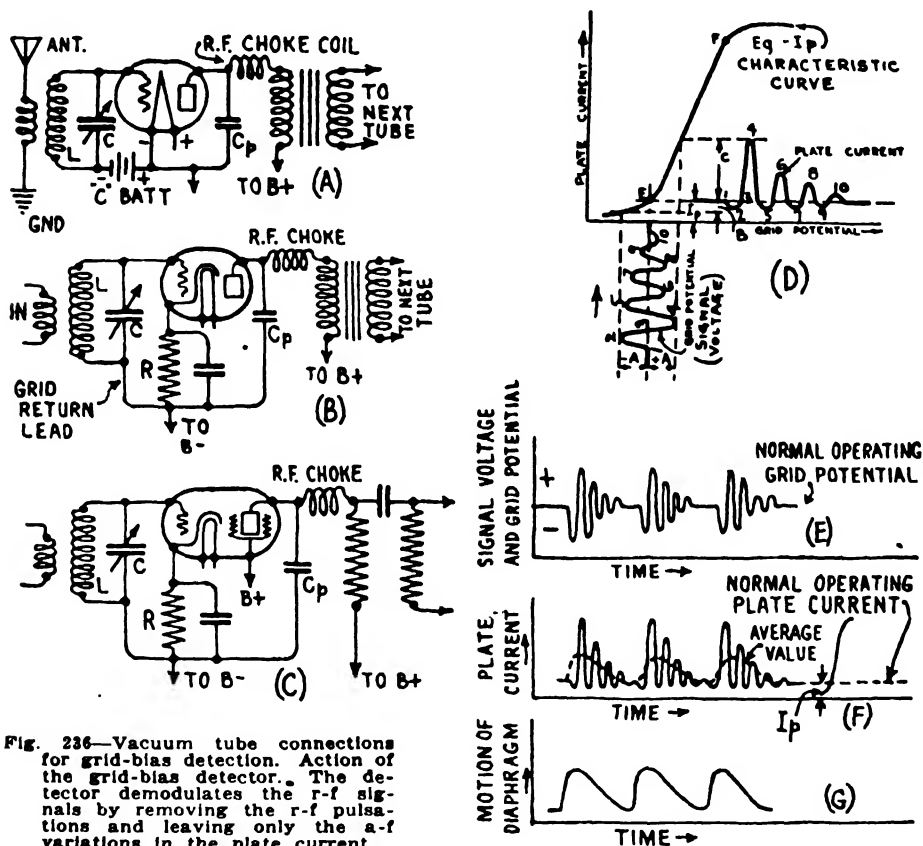 ANT.
R.F. CHOKE COIL
TO
NEXT
TUBE
C
L
- +
Cp
"C" BATT
TO B+
(A)
GND
R.F. CHOKE
IN
L
C
Cp
TO NEXT
TUBE
R
GRID
RETURN
LEAD
TO
B-
TO B+
(B)
R.F. CHOKE
L
C
B+
Cp
R
TO B-
(C)
TO B+
Fig. 236—Vacuum tube connections
for grid-bias detection. Action of
the grid-bias detector. The de-
tector demodulates the r-f sig-
nals by removing the r-f pulsa-
tions and leaving only the a-f
variations in the plate current.
PLATE CURRENT →
F
Eg - Ip
CHARACTERISTIC
CURVE
4
C
PLATE CURRENT
6
8
10
E
Ip
B
GRID POTENTIAL →
GRID POTENTIAL
(SIGNAL
VOLTAGE)
-A +A
(D)
SIGNAL VOLTAGE
AND GRID POTENTIAL
+
-
NORMAL OPERATING
GRID POTENTIAL
(E)
TIME →
PLATE,
CURRENT
NORMAL OPERATING
PLATE CURRENT
AVERAGE
VALUE
Ip
(F)
TIME →
MOTION OF
DIAPHRAGM
(G)
TIME →